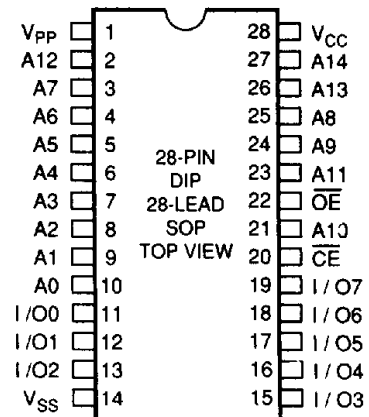 VPP 1 28 VCC
A12 2 27 A14
A7 3 26 A13
A6 4 25 A8
A5 5 24 A9
A4 6 23 A11
A3 7 22 OE
A2 8 21 A10
A1 9 20 CE
A0 10 19 I/O7
I/O0 11 18 I/O6
I/O1 12 17 I/O5
I/O2 13 16 I/O4
VSS 14 15 I/O3
28-PIN
DIP
28-LEAD
SOP
TOP VIEW